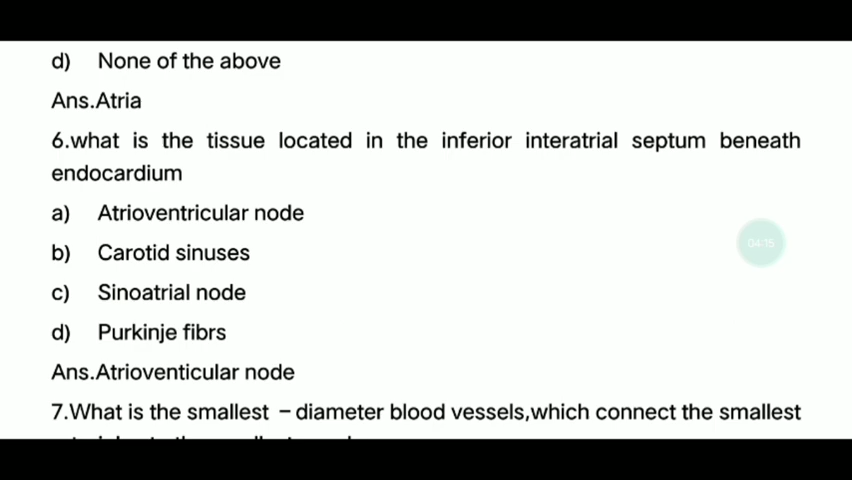 d) None of the above
Ans.Atria
6.what is the tissue located in the inferior interatrial septum beneath
endocardium
a) Atrioventricular node
b) Carotid sinuses
c) Sinoatrial node
d) Purkinje fibrs
Ans.Atrioventicular node
7.What is the smallest – diameter blood vessels,which connect the smallest
04:15